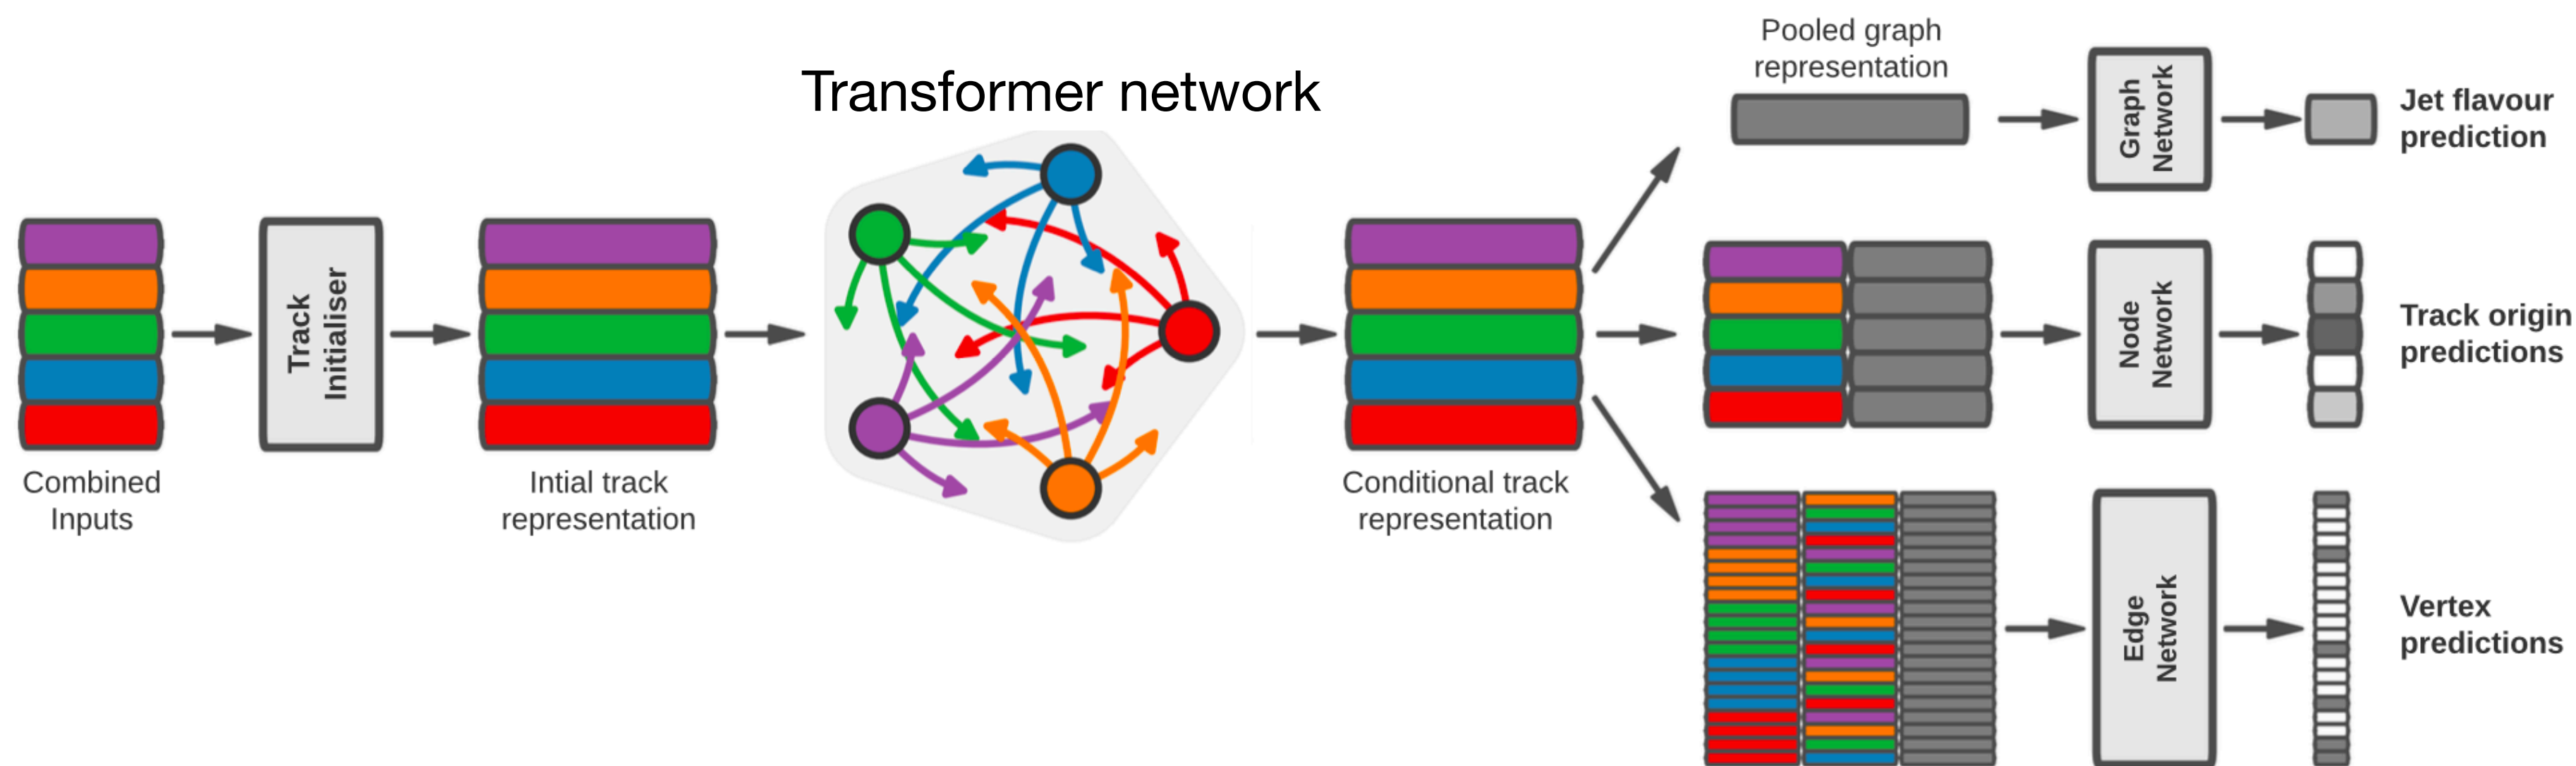 Transformer network
Combined
Inputs
Track
Initialiser
Intial track
representation
Conditional track
representation
Pooled graph
representation
Graph
Network
Jet flavour
prediction
Node
Network
Track origin
predictions
Edge
Network
Vertex
predictions